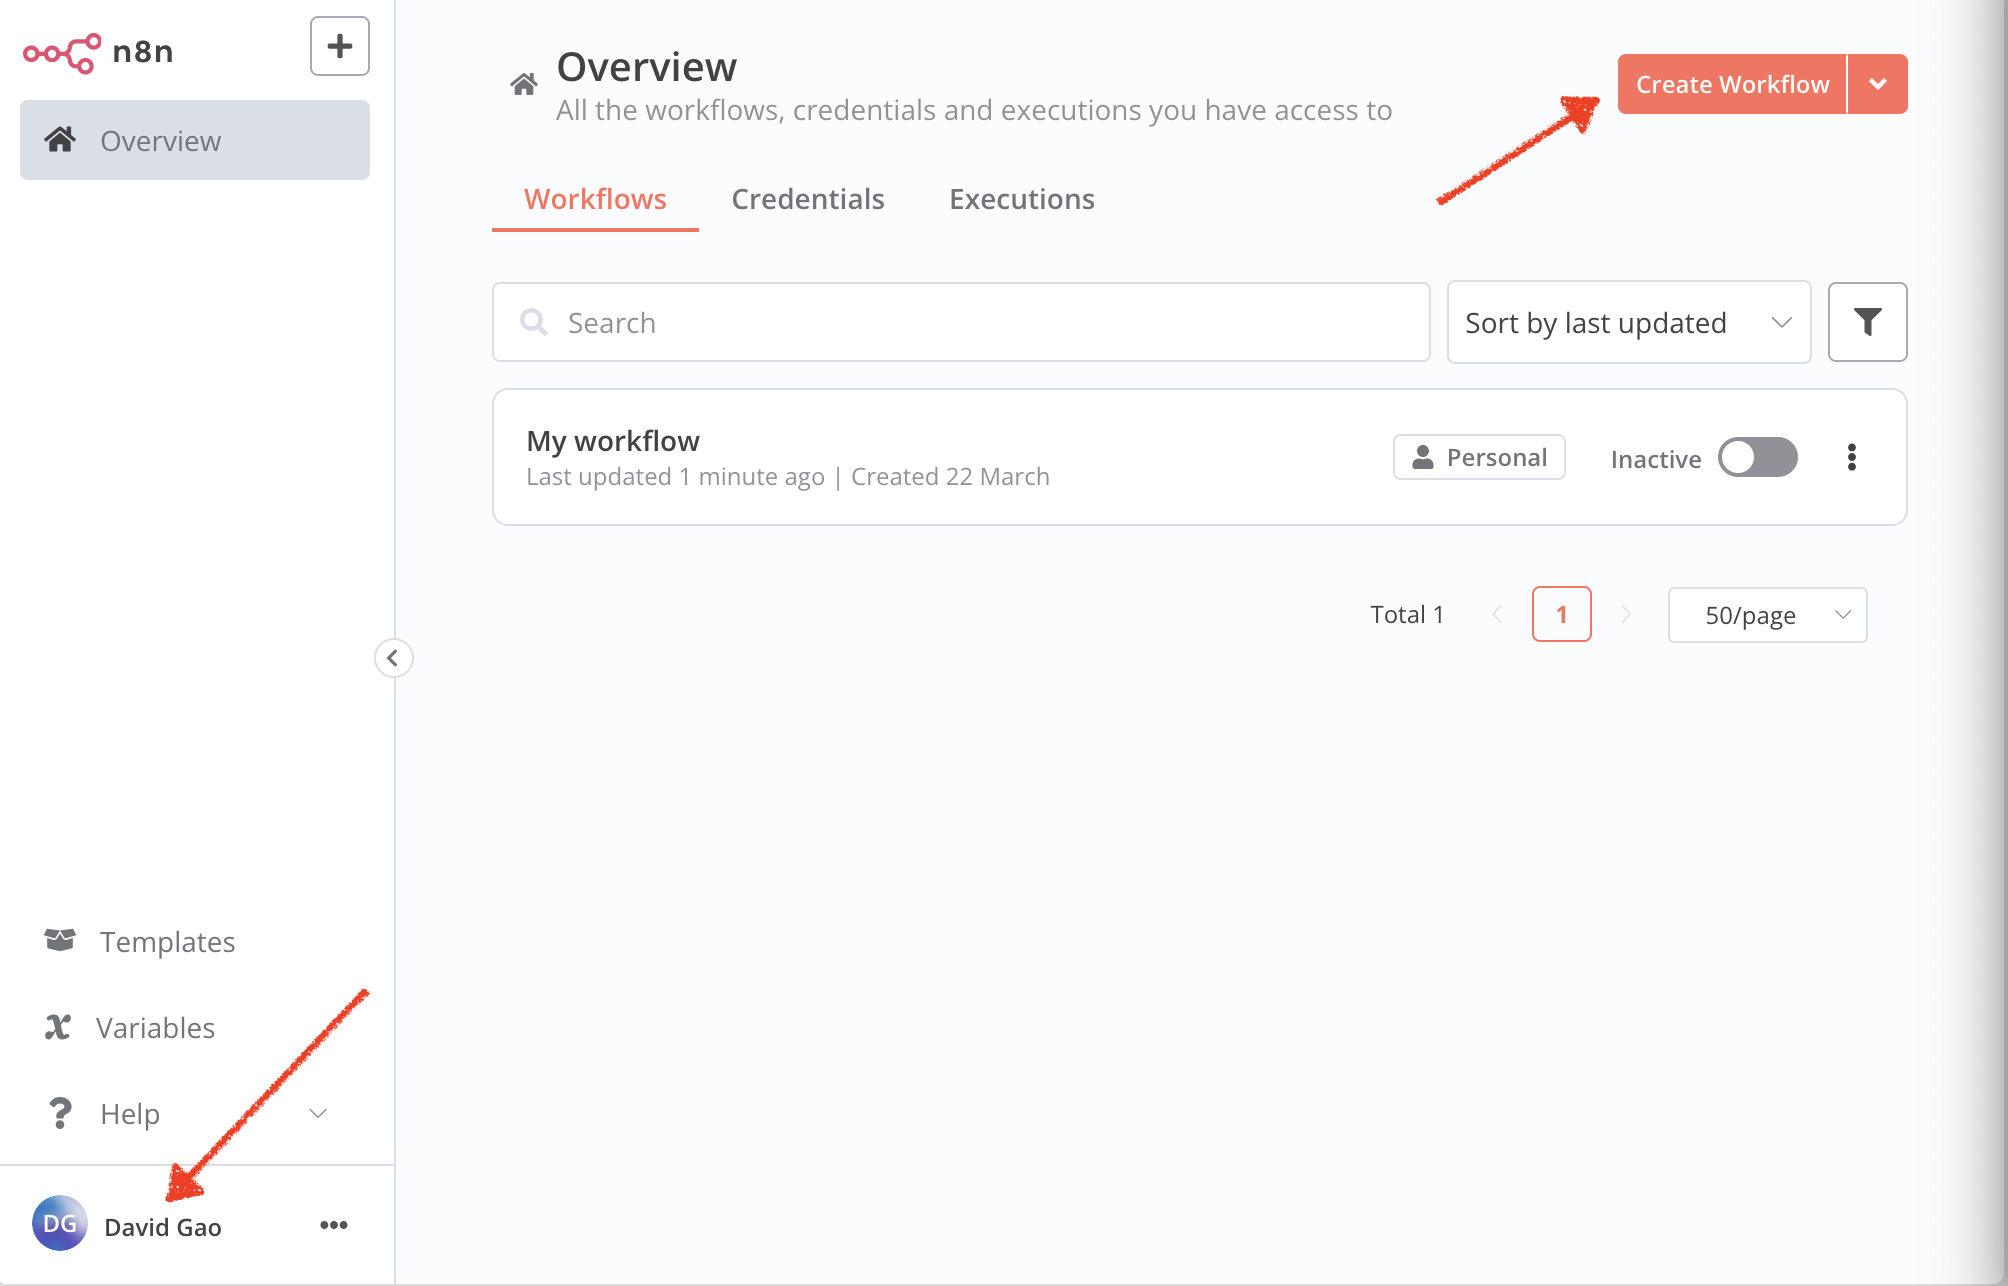 n8n
Overview
Templates
Variables
Help
DG David Gao
Overview
All the workflows, credentials and executions you have access to
Create Workflow
Workflows Credentials Executions
Search
Sort by last updated
My workflow
Last updated 1 minute ago | Created 22 March
Personal
Inactive
Total 1
1
50/page